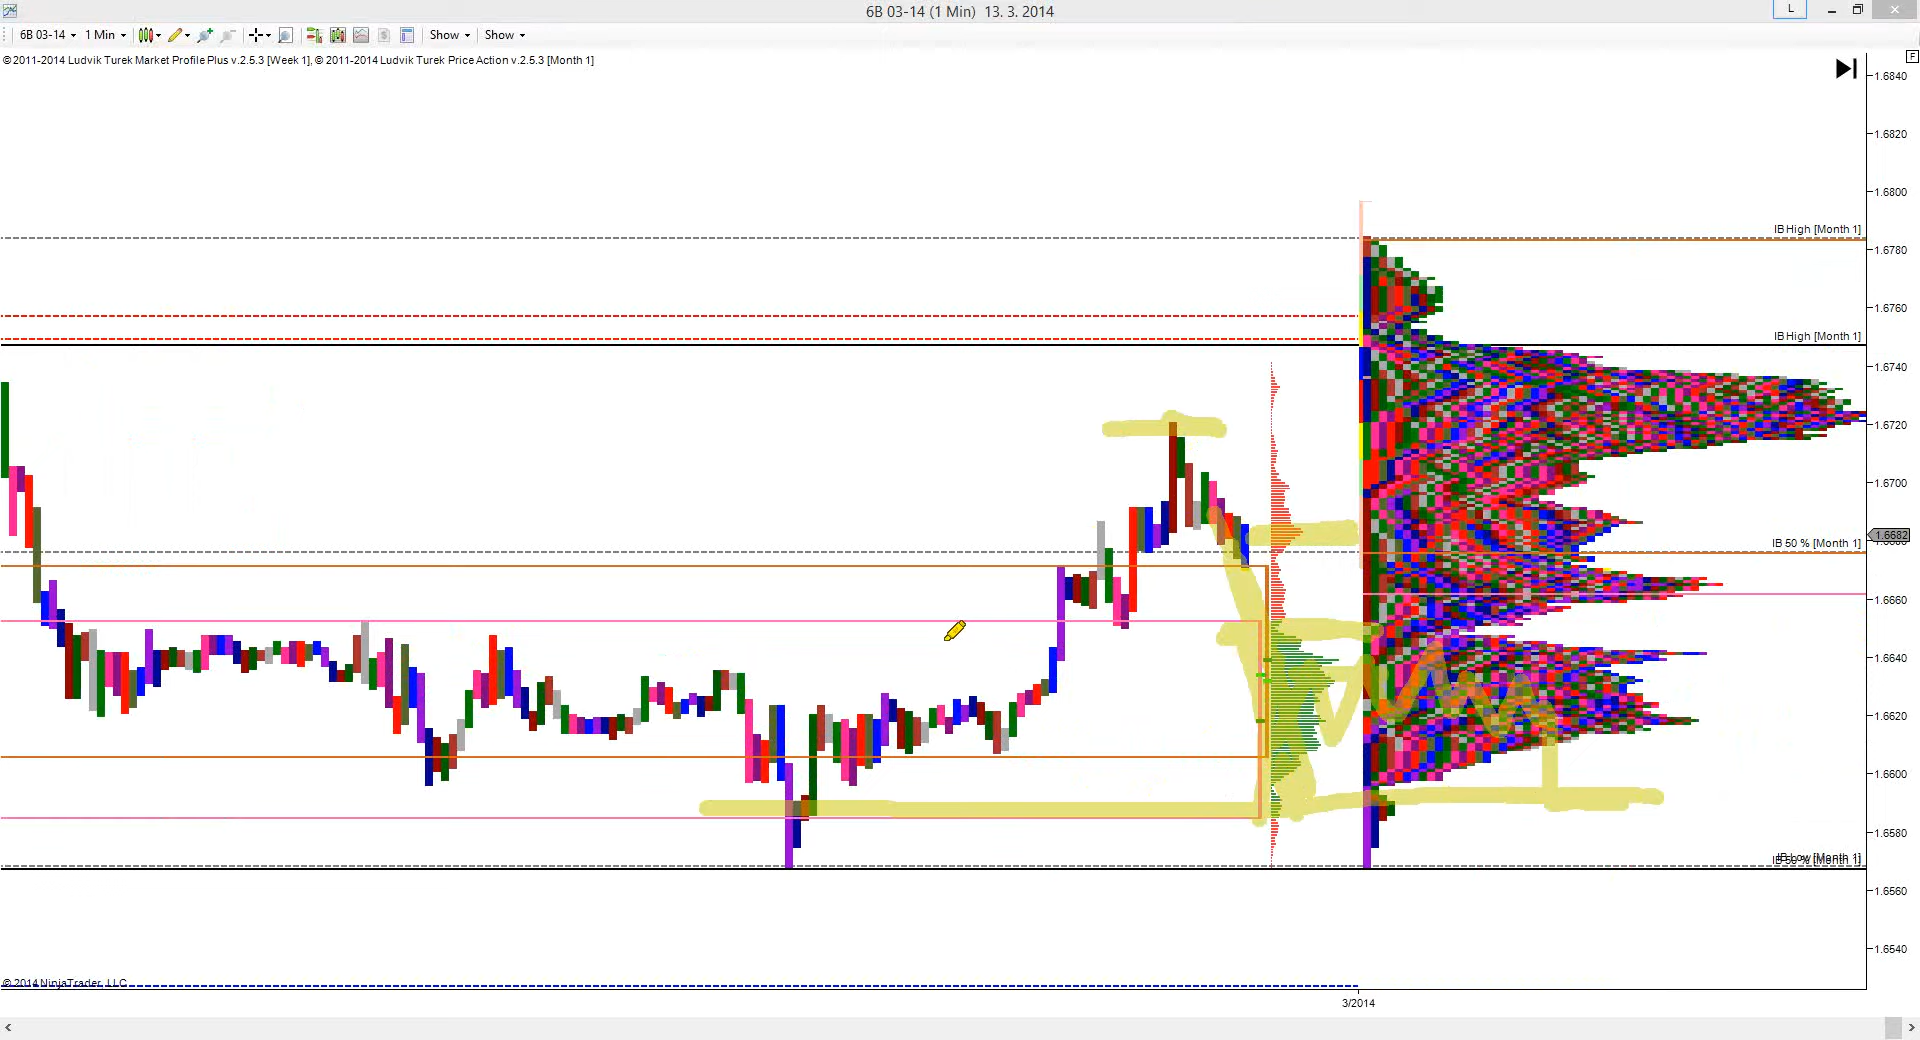 6B 03-14 (1 Min) 13. 3. 2014
L
6B 03-14 1 Min Show Show
©2011-2014 Ludvik Turek Market Profile Plus v.2.5.3 [Week 1], © 2011-2014 Ludvik Turek Price Action v.2.5.3 [Month 1]
F
1.6840
1.6820
1.6800
IB High [Month 1]
1.6780
1.6760
IB High [Month 1]
1.6740
1.6720
1.6700
1.6682
IB 50 % [Month 1]
1.6660
1.6640
1.6620
1.6600
1.6580
[Month 1]
1.6560
1.6540
© 2014 NinjaTrader, LLC
3/2014